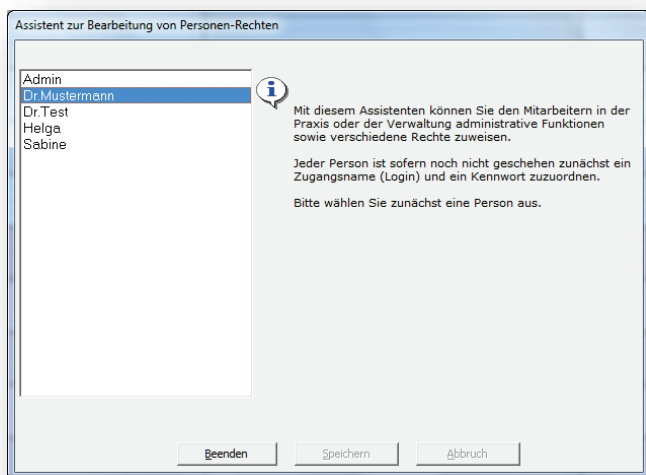 Assistent zur Bearbeitung von Personen-Rechten
Admin
Dr.Mustermann
Dr.Test
Helga
Sabine
Mit diesem Assistenten können Sie den Mitarbeitern in der
Praxis oder der Verwaltung administrative Funktionen
sowie verschiedene Rechte zuweisen.
Jeder Person ist sofern noch nicht geschehen zunächst ein
Zugangsname (Login) und ein Kennwort zuzuordnen.
Bitte wählen Sie zunächst eine Person aus.
Beenden
Speichern
Abbruch